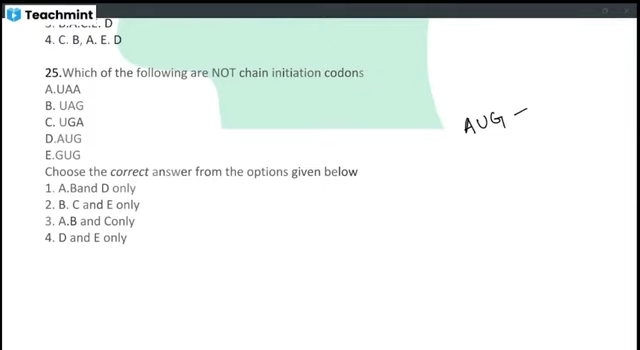 Teachmint
3. B.A.C.E. D
4. C. B, A. E. D
25.Which of the following are NOT chain initiation codons
A.UAA
B. UAG
C. UGA
D.AUG
E.GUG
AUG –
Choose the correct answer from the options given below
1. A.Band D only
2. B. C and E only
3. A.B and Conly
4. D and E only